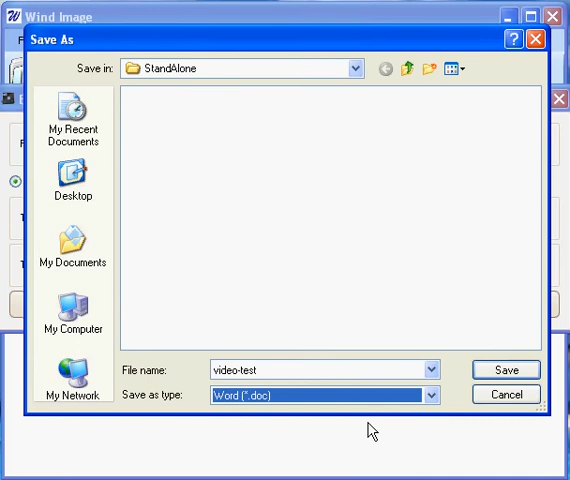 Wind Image
Save As
Save in:
StandAlone
My Recent
Documents
Desktop
My Documents
My Computer
My Network
File name:
video-test
Save
Save as type:
Word (*.doc)
Cancel